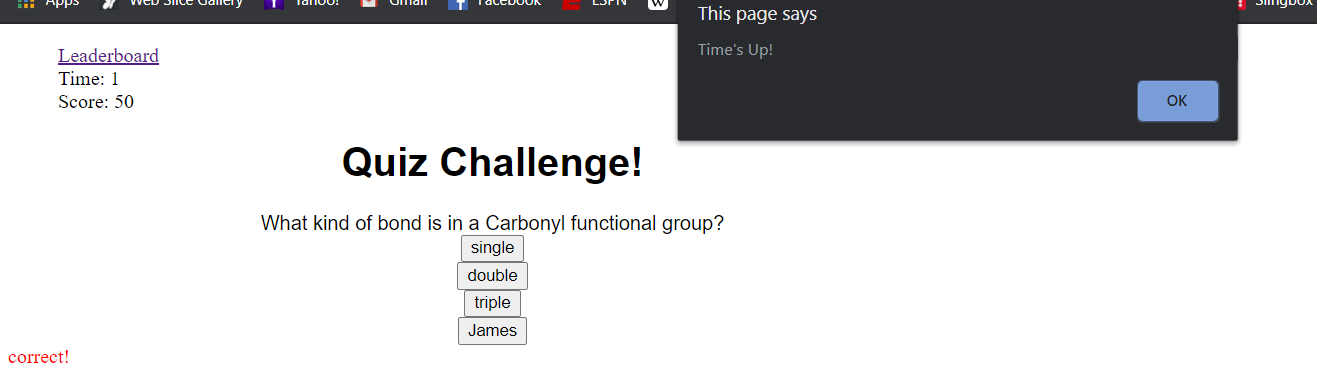 Apps Web Slice Gallery Yahoo! Gmail Facebook ESPN W Slingbox
This page says
Time's Up!
OK
Leaderboard
Time: 1
Score: 50
Quiz Challenge!
What kind of bond is in a Carbonyl functional group?
single
double
triple
James
correct!